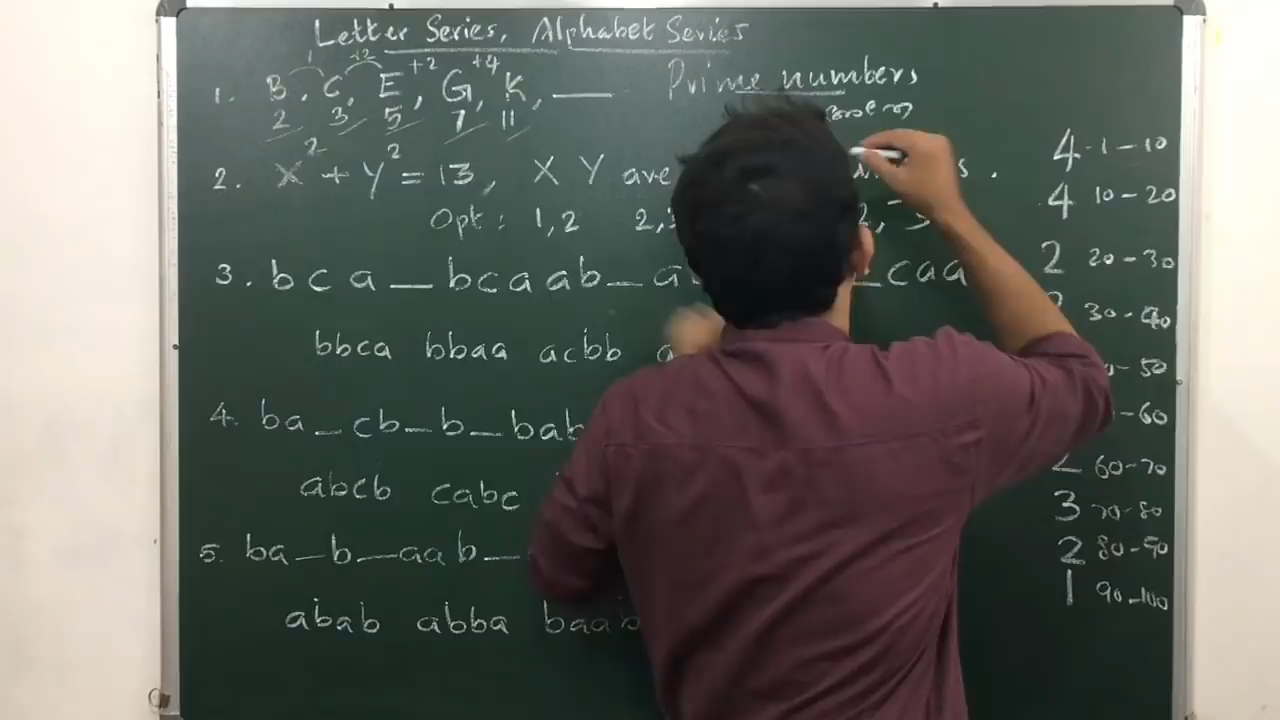 Letter Series, Alphabet Series
1 +2 +2 +4
1. B, C, E, G, K, ___ Prime numbers
2 3 5 7 11
2. X² + Y² = 13, X Y are
Opt: 1,2 2,3 2,-3
3. b c a _ b c a a b _ a _ c a a
bbca bbaa acbb a
4. ba _ cb _ b _ bab
abcb cabc
5. ba _ b _ aab _
abab abba baab
4 - 1 - 10
4 10 - 20
2 20 - 30
30 - 40
- 50
- 60
2 60 - 70
3 70 - 80
2 80 - 90
1 90 - 100